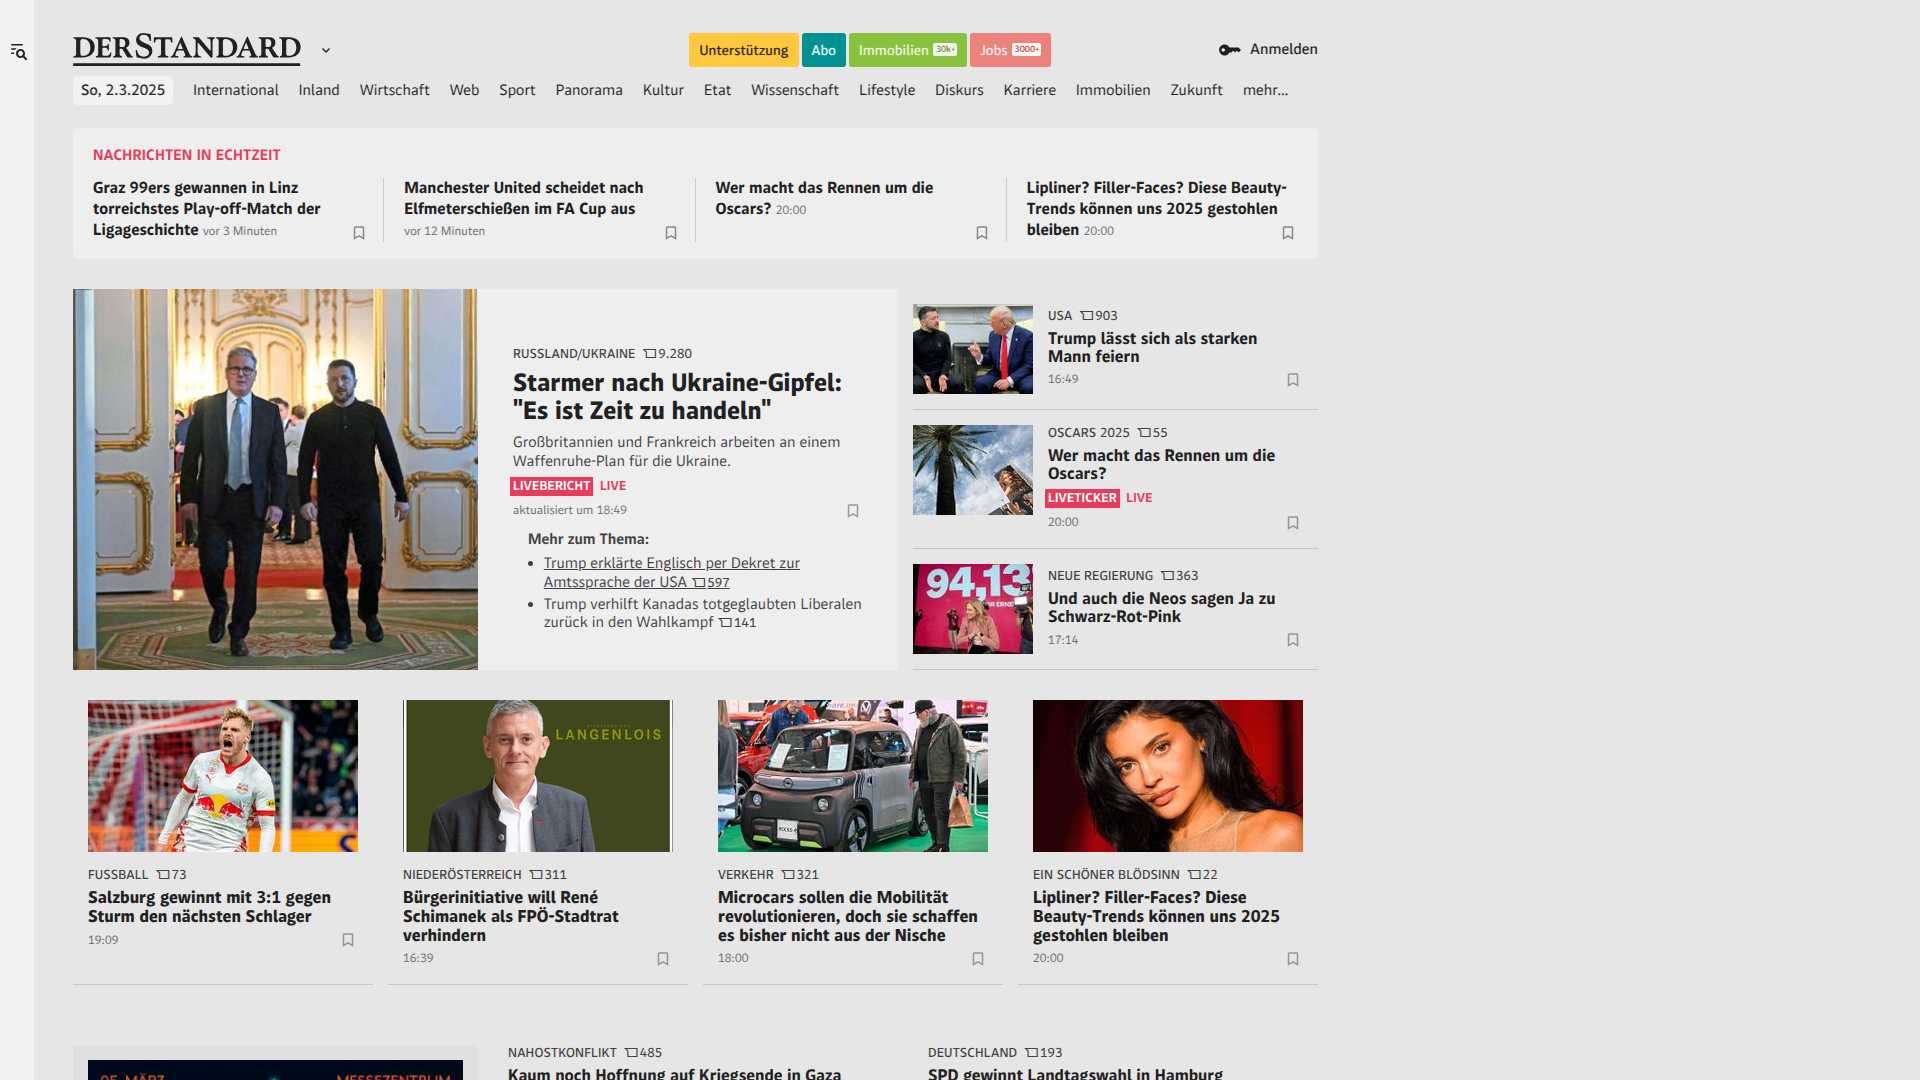 DERSTANDARD
Unterstützung
Abo
Immobilien 30k+
Jobs 3000+
Anmelden
So, 2.3.2025
International
Inland
Wirtschaft
Web
Sport
Panorama
Kultur
Etat
Wissenschaft
Lifestyle
Diskurs
Karriere
Immobilien
Zukunft
mehr...
NACHRICHTEN IN ECHTZEIT
Graz 99ers gewannen in Linz
torreichstes Play-off-Match der
Ligageschichte vor 3 Minuten
Manchester United scheidet nach
Elfmeterschießen im FA Cup aus
vor 12 Minuten
Wer macht das Rennen um die
Oscars? 20:00
Lipliner? Filler-Faces? Diese Beauty-
Trends können uns 2025 gestohlen
bleiben 20:00
RUSSLAND/UKRAINE 9.280
Starmer nach Ukraine-Gipfel:
"Es ist Zeit zu handeln"
Großbritannien und Frankreich arbeiten an einem
Waffenruhe-Plan für die Ukraine.
LIVEBERICHT LIVE
aktualisiert um 18:49
Mehr zum Thema:
• Trump erklärte Englisch per Dekret zur
Amtssprache der USA 597
• Trump verhilft Kanadas totgeglaubten Liberalen
zurück in den Wahlkampf 141
USA 903
Trump lässt sich als starken
Mann feiern
16:49
OSCARS 2025 55
Wer macht das Rennen um die
Oscars?
LIVETICKER LIVE
20:00
94,13
NEUE REGIERUNG 363
Und auch die Neos sagen Ja zu
Schwarz-Rot-Pink
17:14
FUSSBALL 73
Salzburg gewinnt mit 3:1 gegen
Sturm den nächsten Schlager
19:09
LANGENLOIS
NIEDERÖSTERREICH 311
Bürgerinitiative will René
Schimanek als FPÖ-Stadtrat
verhindern
16:39
VERKEHR 321
Microcars sollen die Mobilität
revolutionieren, doch sie schaffen
es bisher nicht aus der Nische
18:00
EIN SCHÖNER BLÖDSINN 22
Lipliner? Filler-Faces? Diese
Beauty-Trends können uns 2025
gestohlen bleiben
20:00
05. MÄRZ
MESSEZENTRUM
NAHOSTKONFLIKT 485
Kaum noch Hoffnung auf Kriegsende in Gaza
DEUTSCHLAND 193
SPD gewinnt Landtagswahl in Hamburg